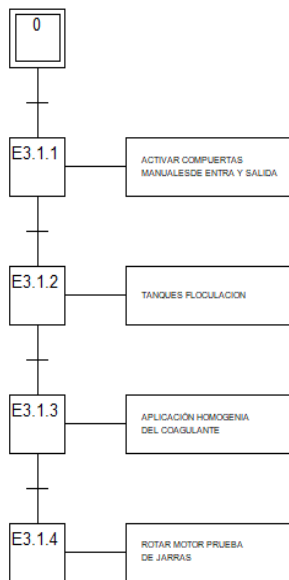 0
E3.1.1
ACTIVAR COMPUERTAS
MANUALESDE ENTRA Y SALIDA
E3.1.2
TANQUES FLOCULACION
E3.1.3
APLICACIÓN HOMOGENIA
DEL COAGULANTE
E3.1.4
ROTAR MOTOR PRUEBA
DE JARRAS